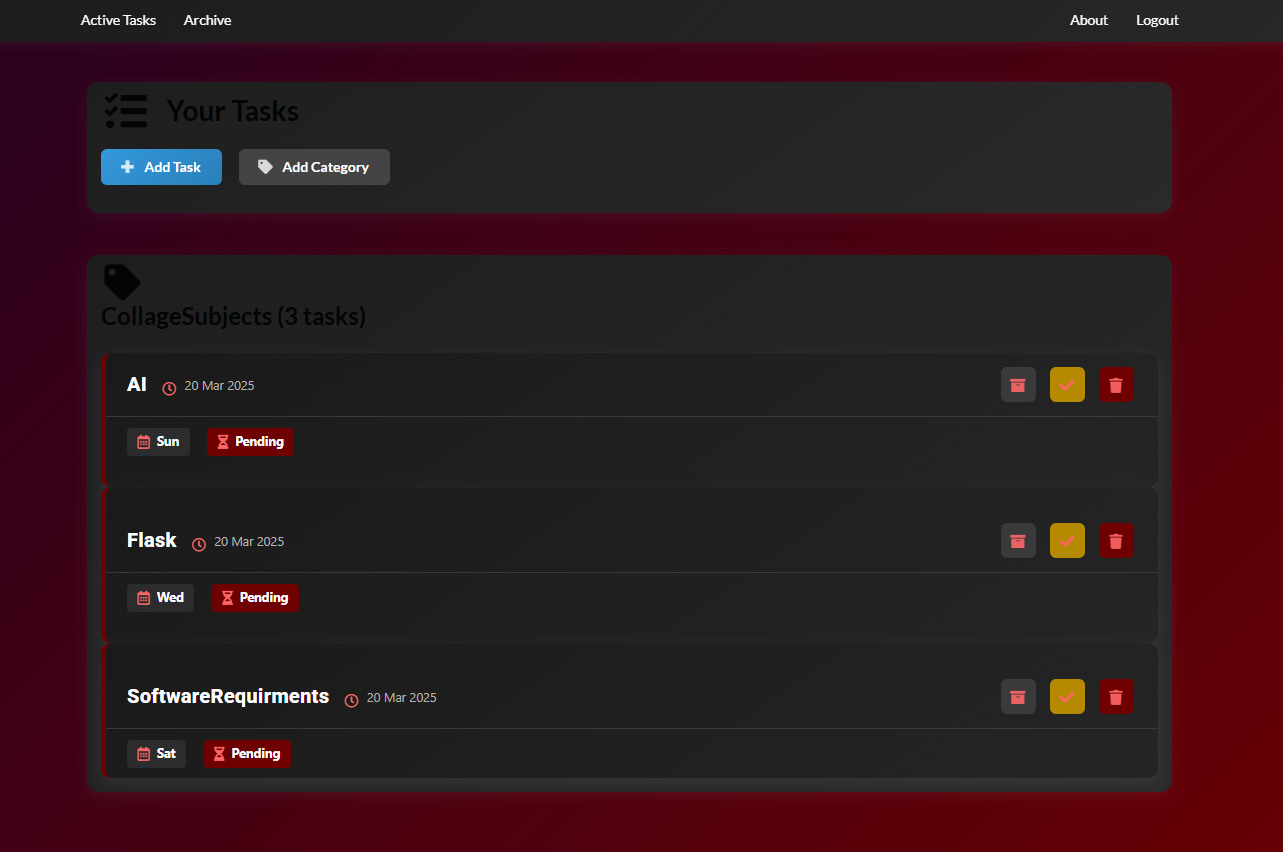 Active Tasks Archive About Logout
Your Tasks
Add Task Add Category
CollageSubjects (3 tasks)
AI 20 Mar 2025
Sun Pending
Flask 20 Mar 2025
Wed Pending
SoftwareRequirments 20 Mar 2025
Sat Pending